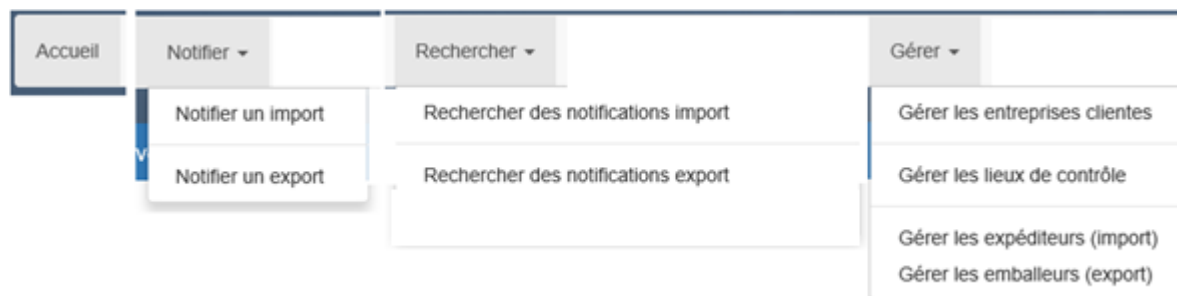 Accueil
Notifier
Notifier un import
Notifier un export
Rechercher
Rechercher des notifications import
Rechercher des notifications export
Gérer
Gérer les entreprises clientes
Gérer les lieux de contrôle
Gérer les expéditeurs (import)
Gérer les emballeurs (export)